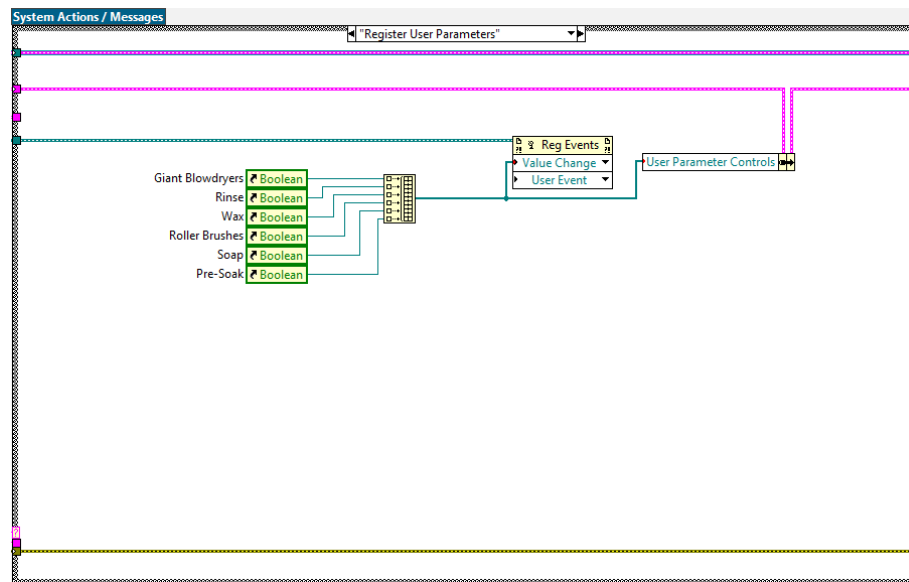 System Actions / Messages
"Register User Parameters"
Reg Events
Value Change
User Event
User Parameter Controls
Giant Blowdryers Boolean
Rinse Boolean
Wax Boolean
Roller Brushes Boolean
Soap Boolean
Pre-Soak Boolean
?